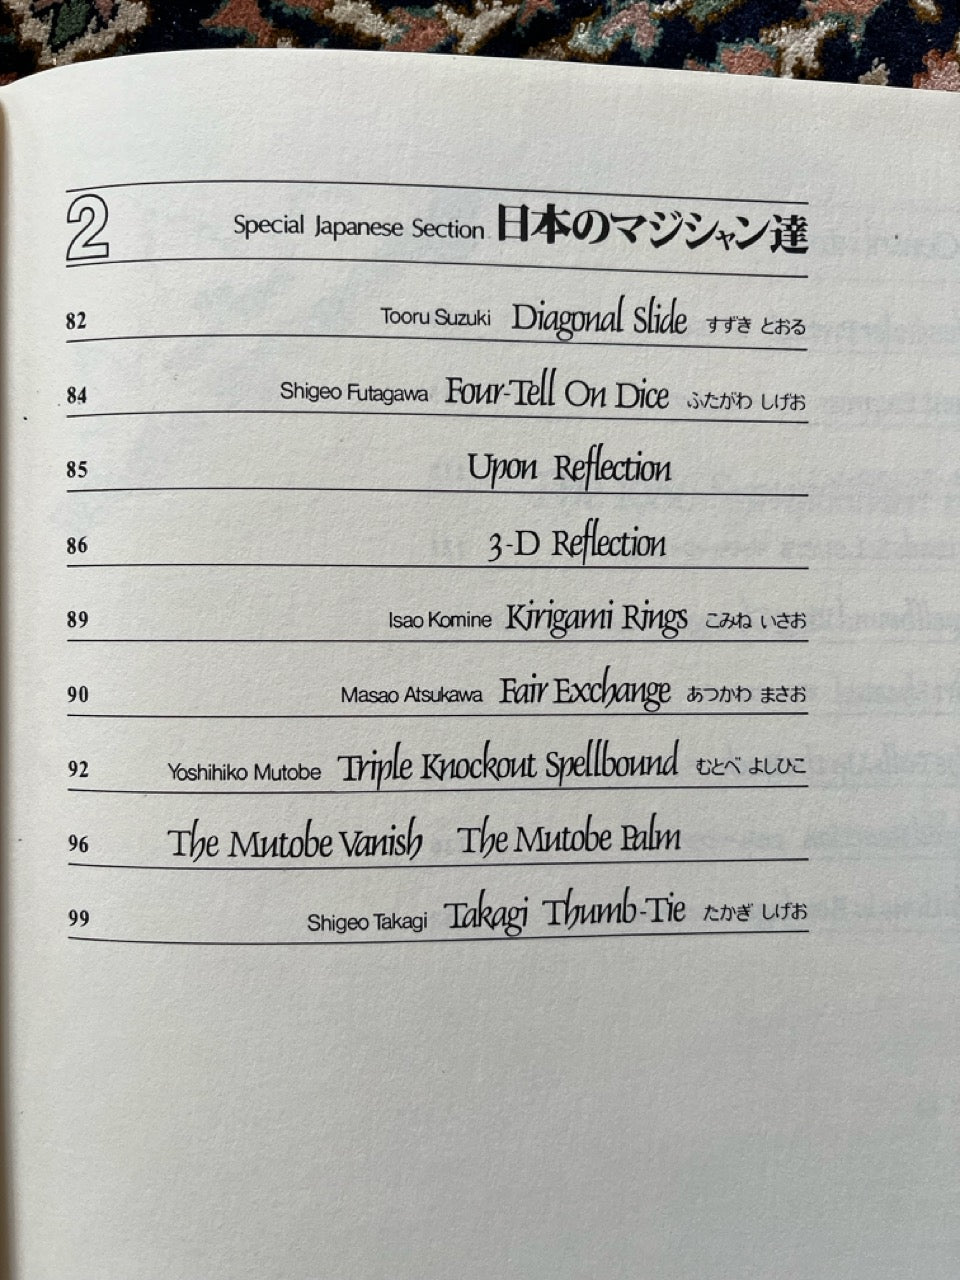 2 Special Japanese Section 日本のマジシャン達
82 Tooru Suzuki Diagonal Slide すずき とおる
84 Shigeo Futagawa Four-Tell On Dice ふたがわ しげお
85 Upon Reflection
86 3-D Reflection
89 Isao Komine Kirigami Rings こみね いさお
90 Masao Atsukawa Fair Exchange あつかわ まさお
92 Yoshihiko Mutobe Triple Knockout Spellbound むとべ よしひこ
96 The Mutobe Vanish The Mutobe Palm
99 Shigeo Takagi Takagi Thumb-Tie たかぎ しげお